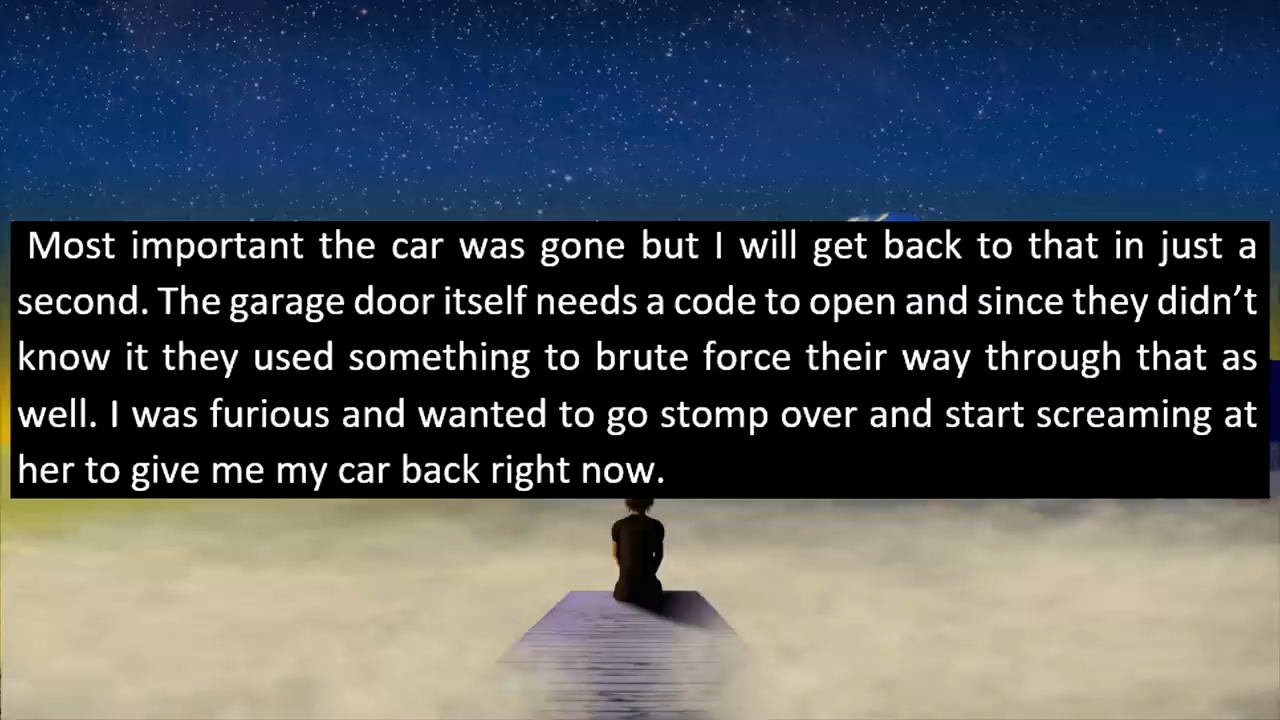 Most important the car was gone but I will get back to that in just a
second. The garage door itself needs a code to open and since they didn’t
know it they used something to brute force their way through that as
well. I was furious and wanted to go stomp over and start screaming at
her to give me my car back right now.